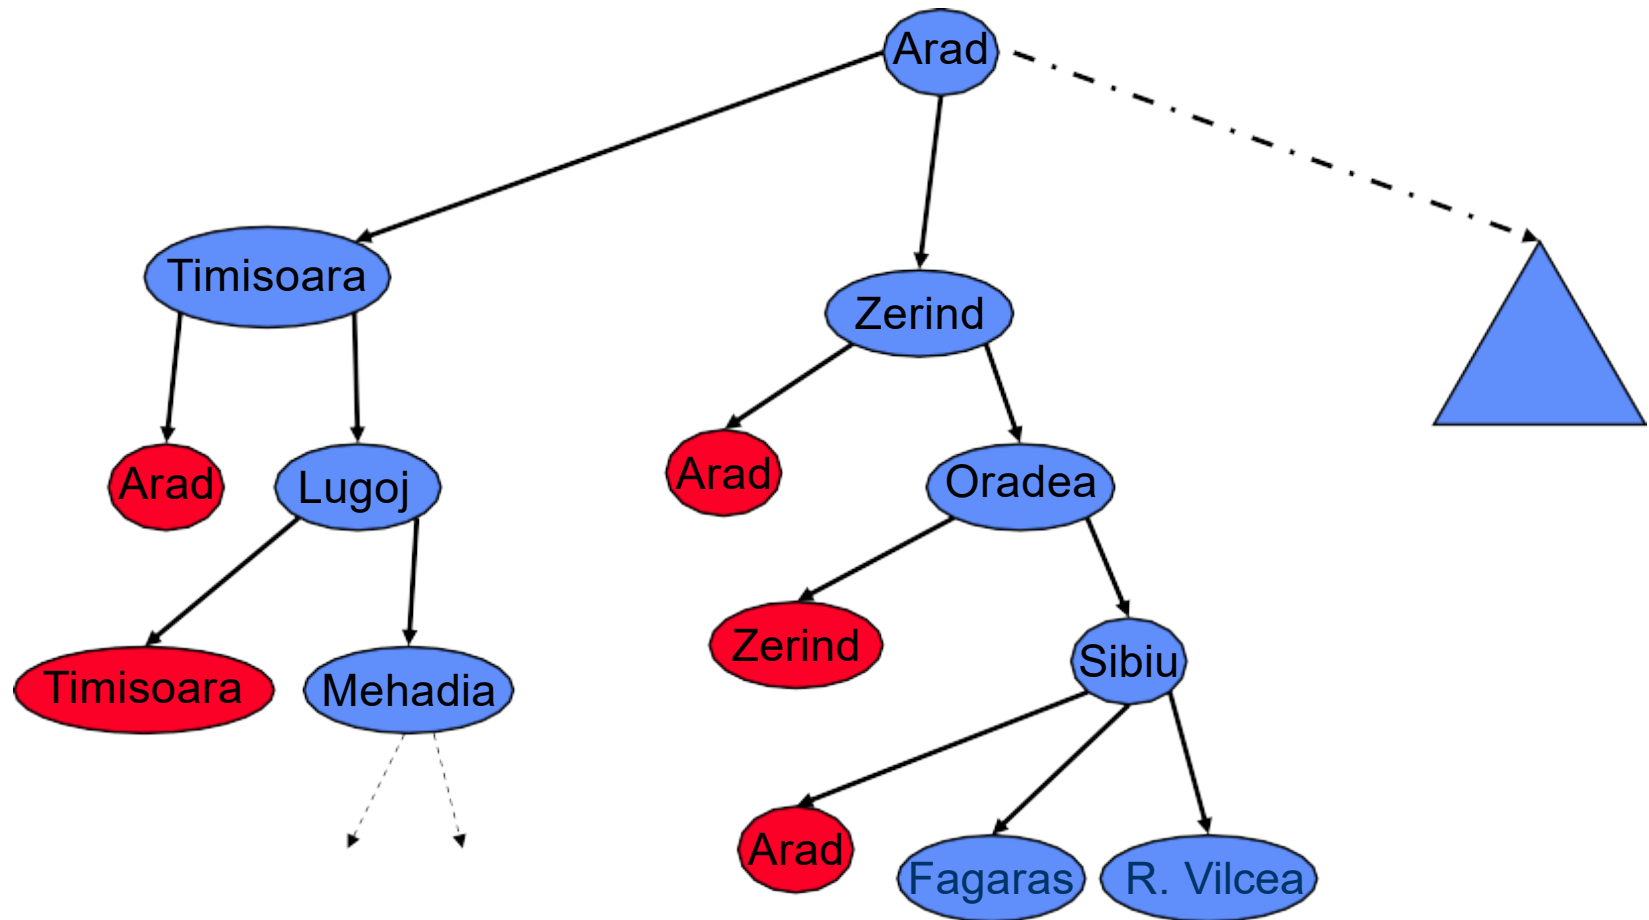 Arad
Timisoara
Zerind
Arad
Lugoj
Arad
Oradea
Timisoara
Mehadia
Zerind
Sibiu
Arad
Fagaras
R. Vilcea